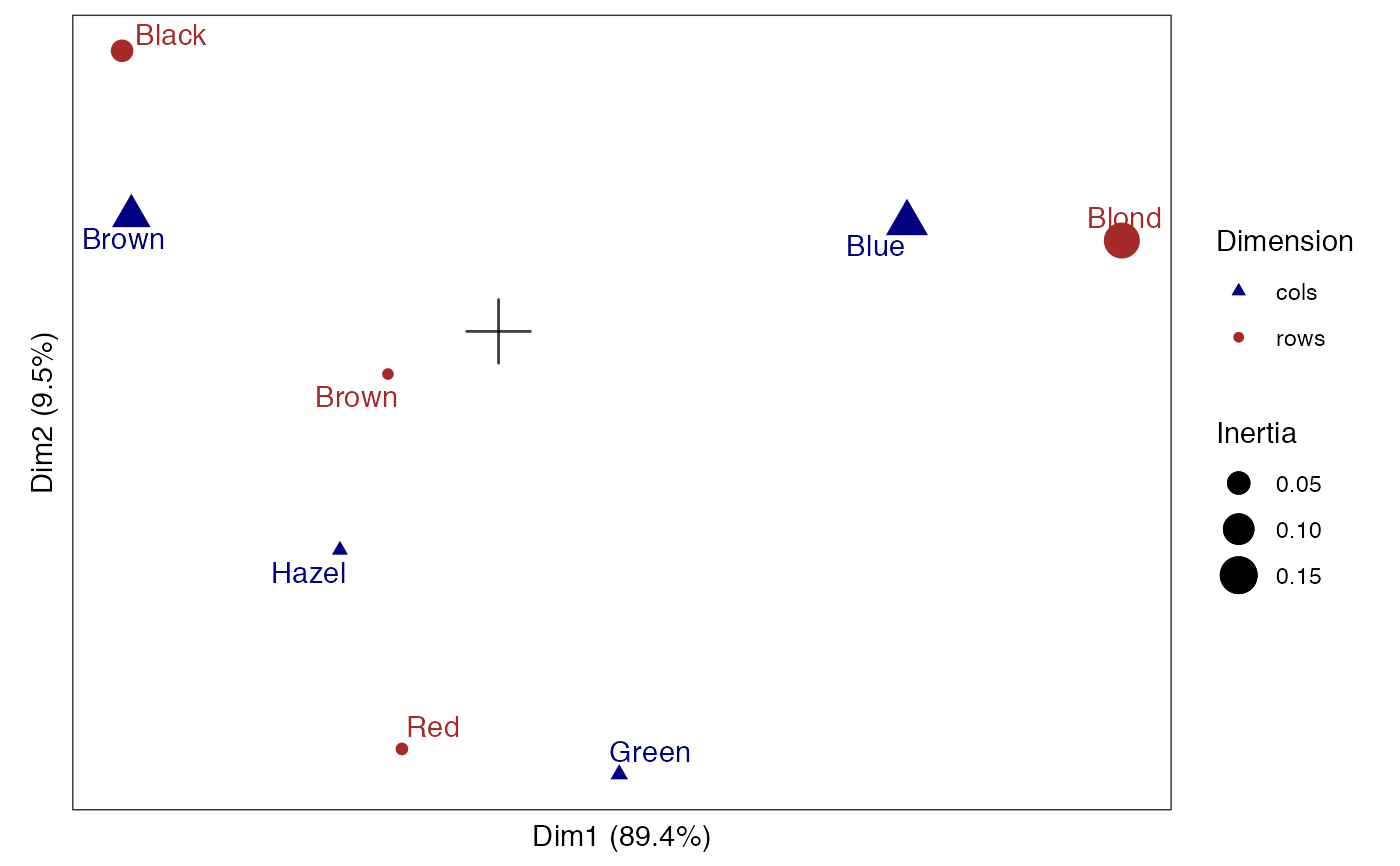 Black
Brown
Blue
Blond
Brown
Hazel
Red
Green
Dim2 (9.5%)
Dim1 (89.4%)
Dimension
cols
rows
Inertia
0.05
0.10
0.15